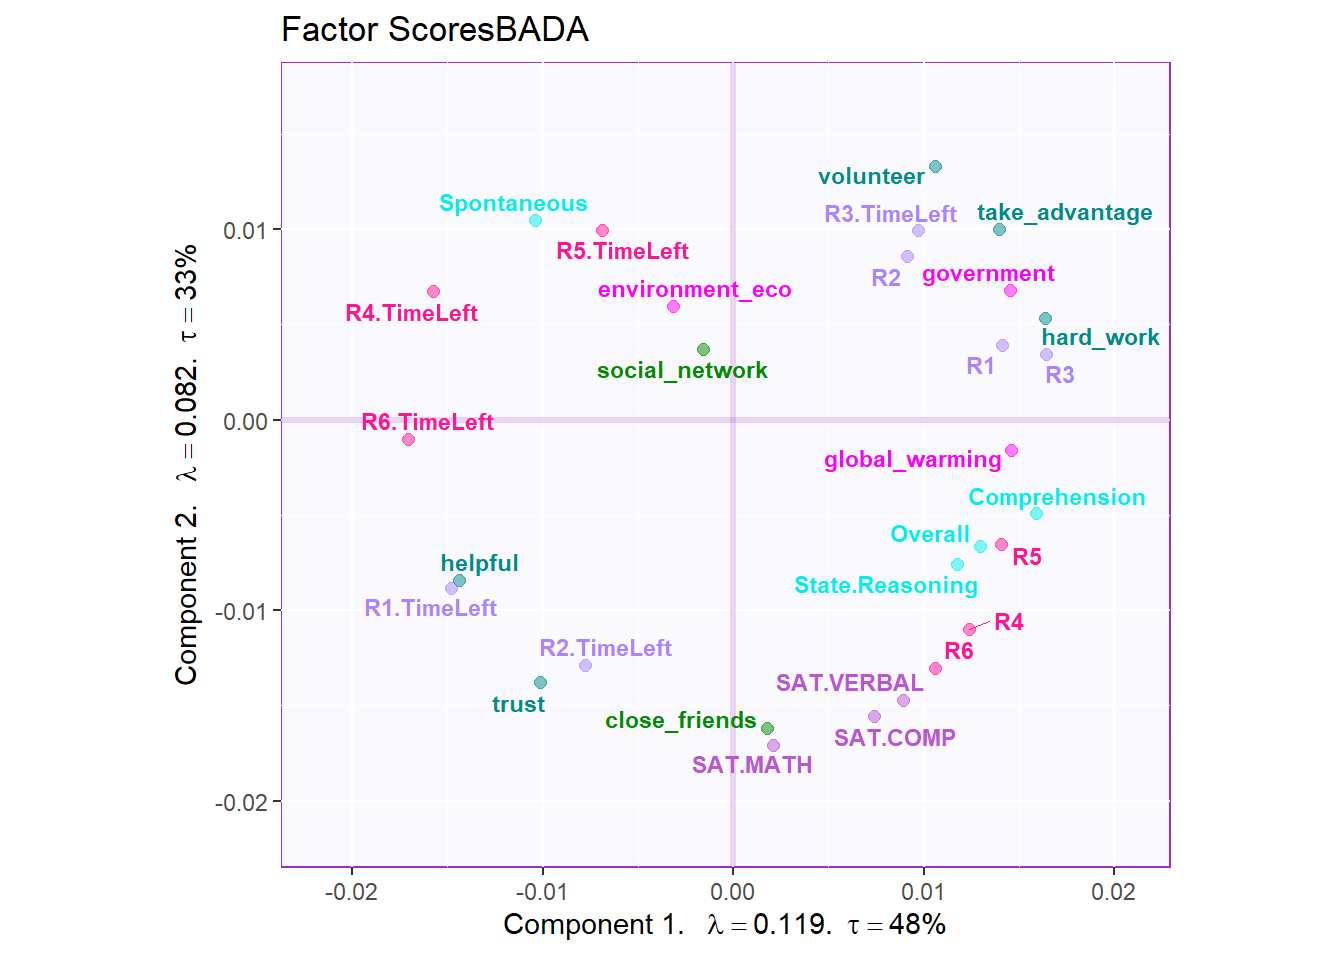 Factor ScoresBADA
volunteer
Spontaneous
R3.TimeLeft
take_advantage
0.01
R5.TimeLeft
R2
government
environment_eco
R4.TimeLeft
hard_work
R1
social_network
R3
0.00
R6.TimeLeft
global_warming
Comprehension
Overall
R5
helpful
State.Reasoning
R1.TimeLeft
-0.01
R4
R2.TimeLeft
R6
SAT.VERBAL
trust
close_friends
SAT.COMP
SAT.MATH
-0.02
Component 2. λ = 0.082. τ = 33%
-0.02 -0.01 0.00 0.01 0.02
Component 1. λ = 0.119. τ = 48%